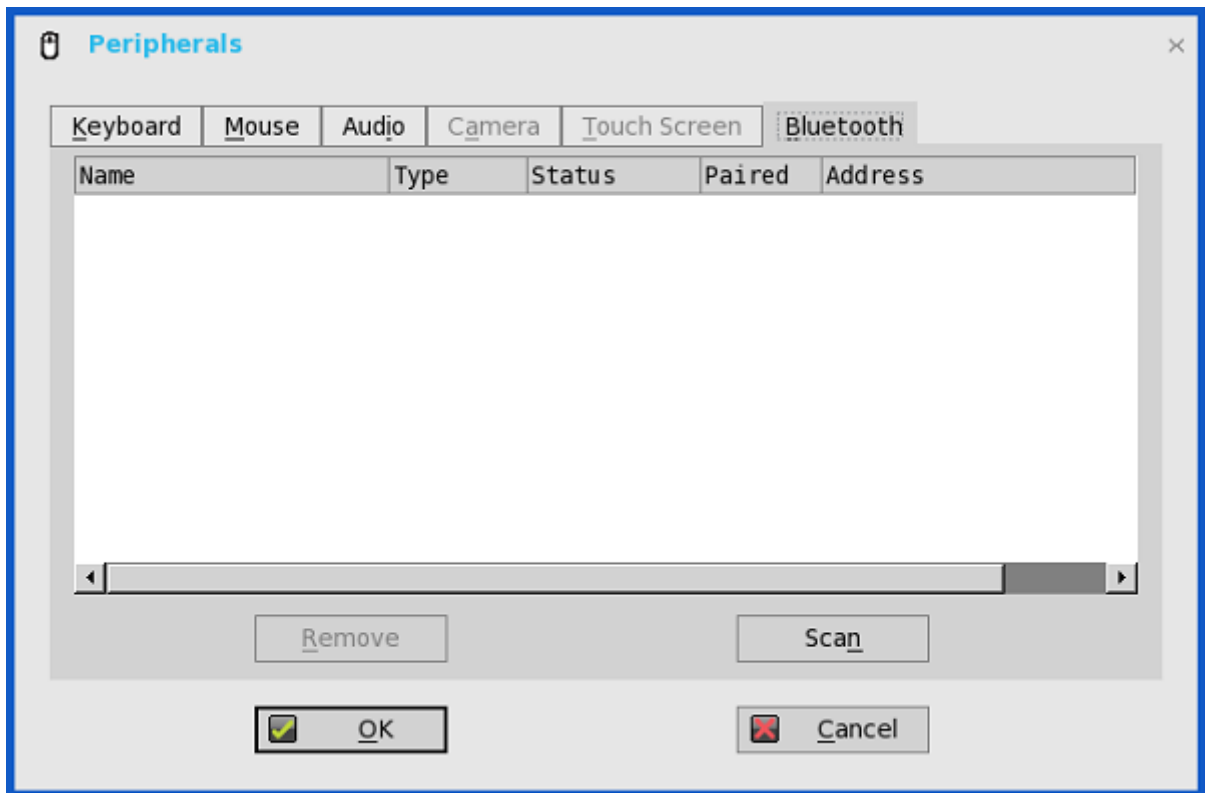 Peripherals
Keyboard Mouse Audio Camera Touch Screen Bluetooth
Name Type Status Paired Address
Remove Scan
OK Cancel